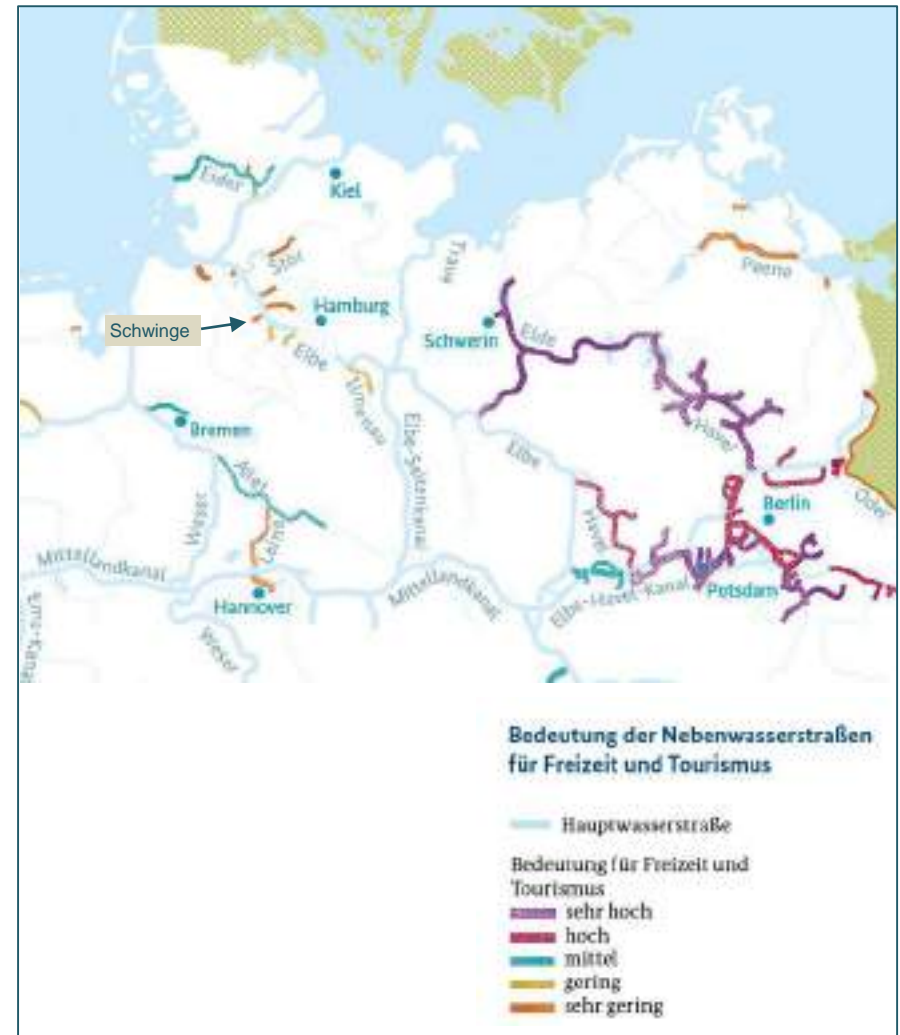 Eider
Kiel
Stör
Trave
Peene
Hamburg
Schwinge
Schwerin
Elde
Elbe
Ilmenau
Havel
Bremen
Elbe-Seitenkanal
Elbe
Oder
Aller
Berlin
Weser
Leine
Havel
Mittellandkanal
Mittellandkanal
Elbe-Havel-Kanal
Potsdam
Hannover
Ems-Kanal
Weser
Bedeutung der Nebenwasserstraßen
für Freizeit und Tourismus
Hauptwasserstraße
Bedeutung für Freizeit und
Tourismus
sehr hoch
hoch
mittel
gering
sehr gering